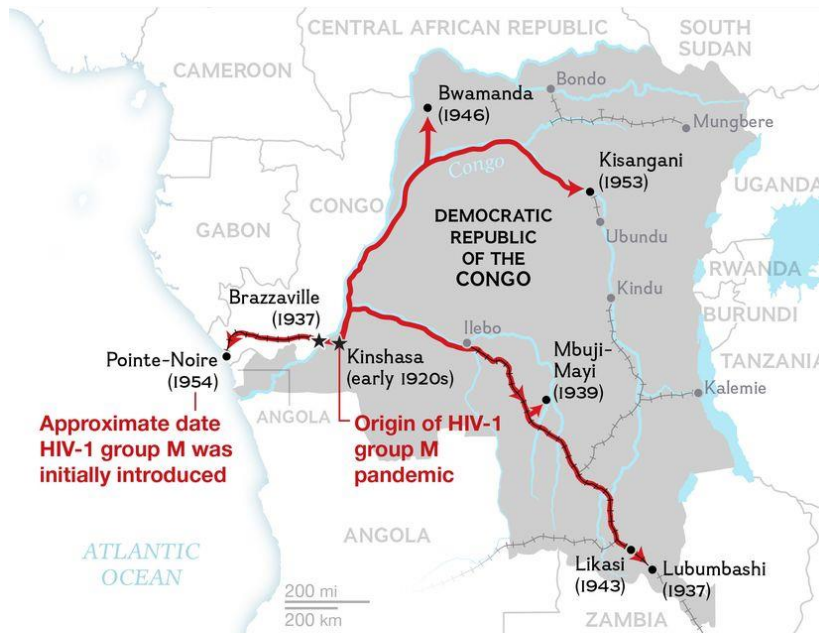 CENTRAL AFRICAN REPUBLIC
SOUTH
SUDAN
CAMEROON
Bondo
Bwamanda
(1946)
Mungbere
Congo
Kisangani
(1953)
UGANDA
CONGO
GABON
DEMOCRATIC
REPUBLIC
OF THE
CONGO
Ubundu
RWANDA
Kindu
BURUNDI
Brazzaville
(1937)
Ilebo
Mbuji-
Mayi
(1939)
TANZANIA
Pointe-Noire
(1954)
Kinshasa
(early 1920s)
Kalemie
ANGOLA
Approximate date
HIV-1 group M was
initially introduced
Origin of HIV-1
group M
pandemic
ANGOLA
ATLANTIC
OCEAN
Likasi
(1943)
Lubumbashi
(1937)
200 mi
200 km
ZAMBIA